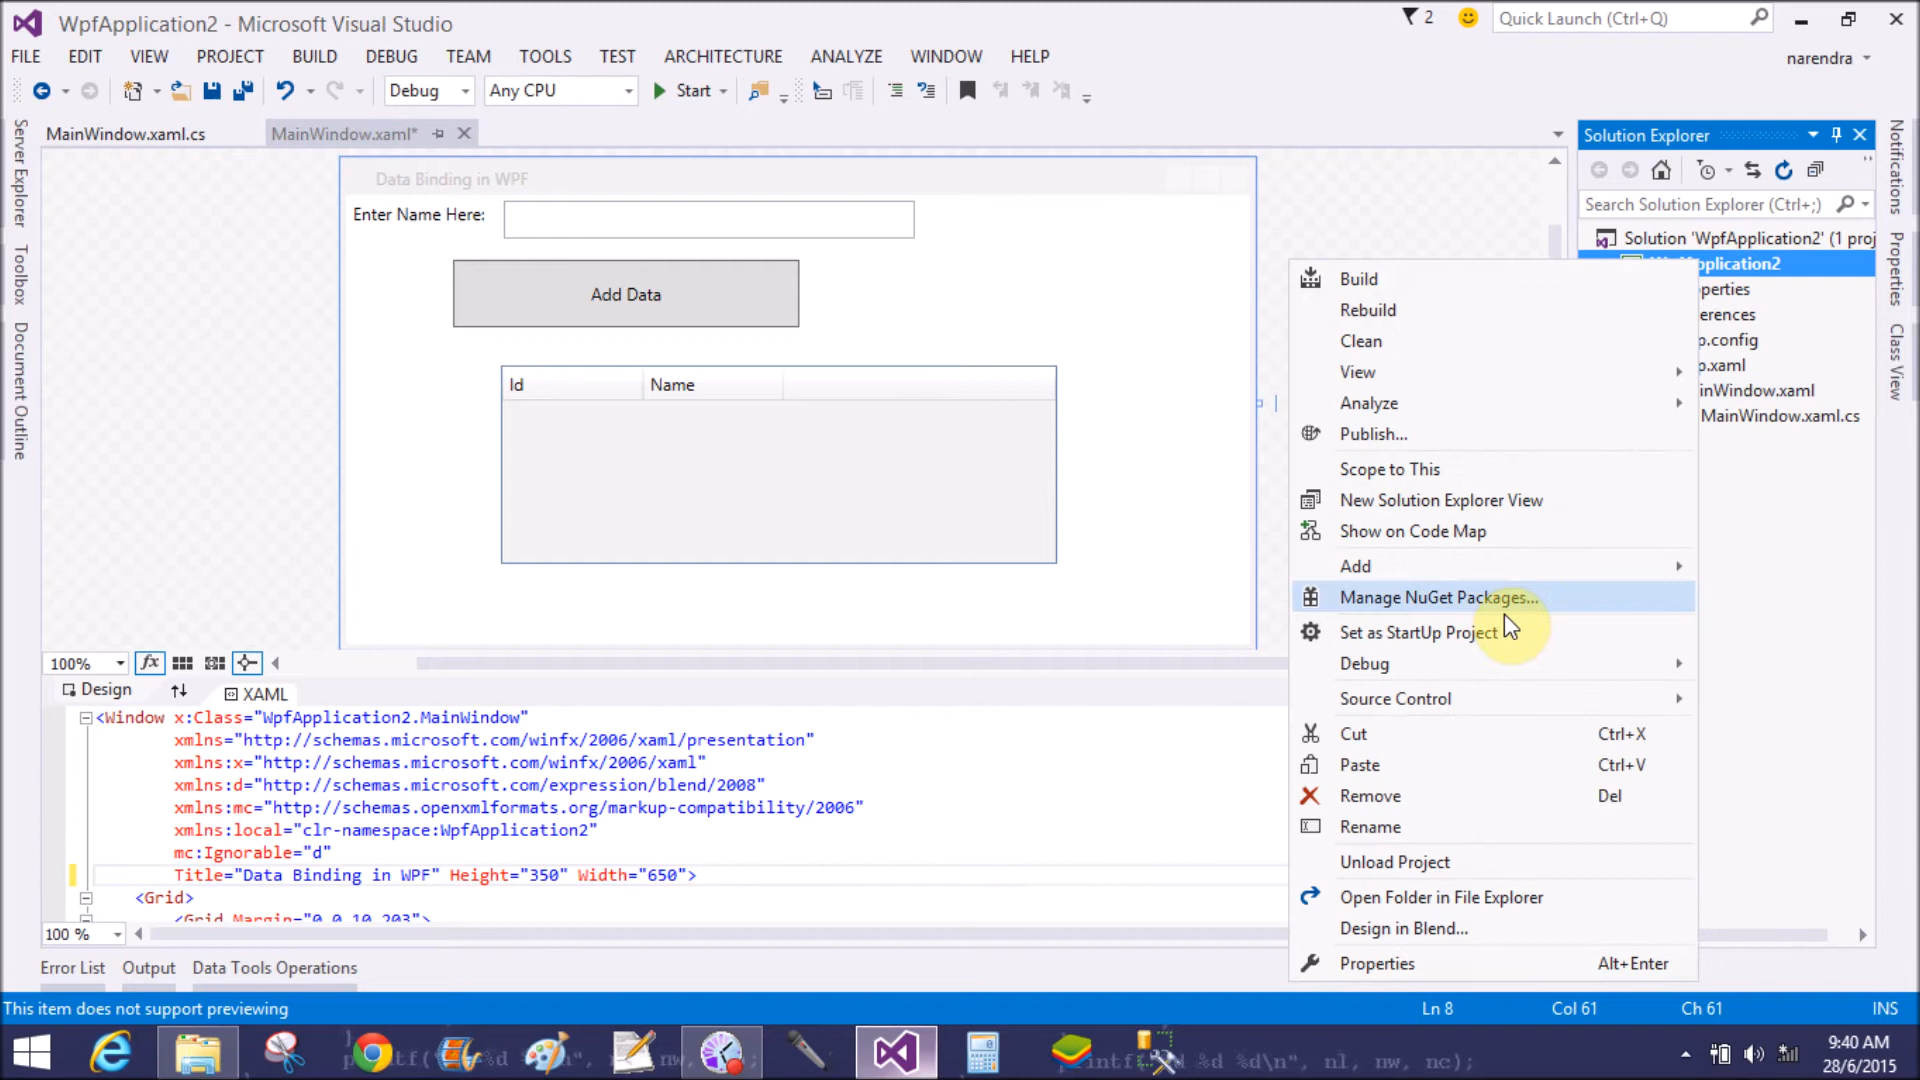 WpfApplication2 - Microsoft Visual Studio
2
Quick Launch (Ctrl+Q)
FILE EDIT VIEW PROJECT BUILD DEBUG TEAM TOOLS TEST ARCHITECTURE ANALYZE WINDOW HELP
narendra
Debug Any CPU Start
MainWindow.xaml.cs MainWindow.xaml*
Solution Explorer
Server Explorer
Toolbox
Document Outline
Notifications
Properties
Class View
Search Solution Explorer (Ctrl+;)
Solution 'WpfApplication2' (1 proj
plication2
perties
erences
p.config
p.xaml
inWindow.xaml
MainWindow.xaml.cs
Data Binding in WPF
Enter Name Here:
Add Data
Id Name
Build
Rebuild
Clean
View
Analyze
Publish...
Scope to This
New Solution Explorer View
Show on Code Map
Add
Manage NuGet Packages...
Set as StartUp Project
Debug
Source Control
Cut Ctrl+X
Paste Ctrl+V
Remove Del
Rename
Unload Project
Open Folder in File Explorer
Design in Blend...
Properties Alt+Enter
100% fx
Design XAML
<Window x:Class="WpfApplication2.MainWindow"
xmlns="http://schemas.microsoft.com/winfx/2006/xaml/presentation"
xmlns:x="http://schemas.microsoft.com/winfx/2006/xaml"
xmlns:d="http://schemas.microsoft.com/expression/blend/2008"
xmlns:mc="http://schemas.openxmlformats.org/markup-compatibility/2006"
xmlns:local="clr-namespace:WpfApplication2"
mc:Ignorable="d"
Title="Data Binding in WPF" Height="350" Width="650">
<Grid>
<Grid Margin="0,0,10,203">
100 %
Error List Output Data Tools Operations
This item does not support previewing
Ln 8 Col 61 Ch 61 INS
9:40 AM
28/6/2015